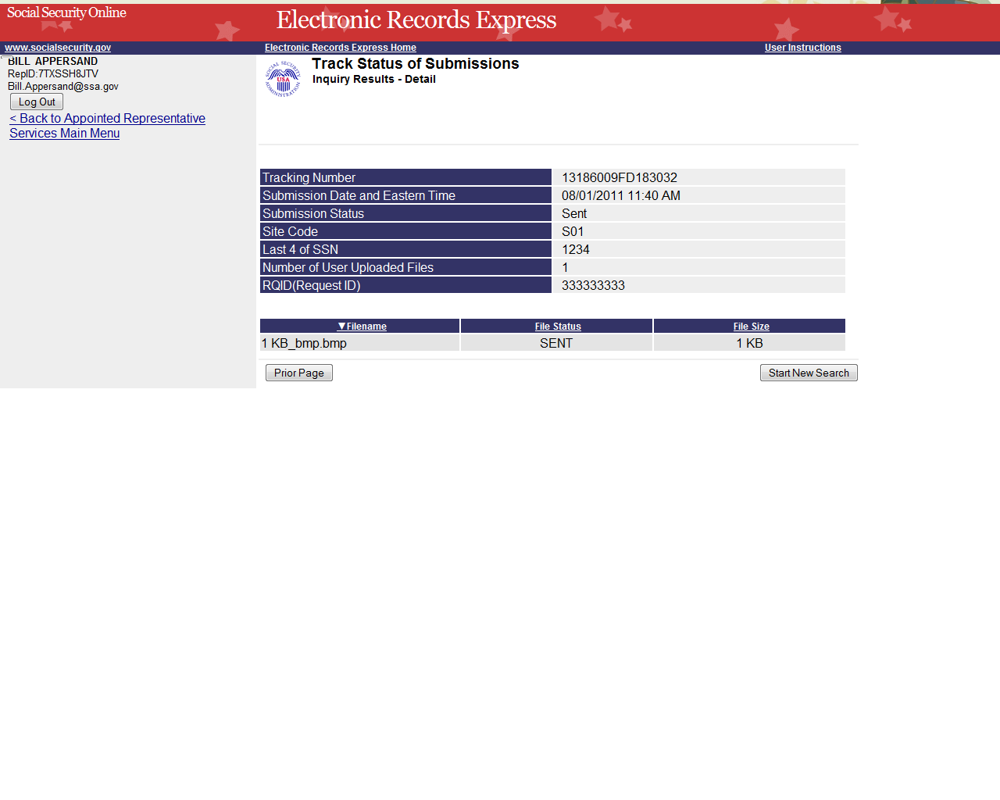 Social Security Online
Electronic Records Express
www.socialsecurity.gov
Electronic Records Express Home
User Instructions
BILL APPERSAND
RepID:7TXSSH8JTV
Bill.Appersand@ssa.gov
Log Out
< Back to Appointed Representative
Services Main Menu
SOCIAL SECURITY
USA
ADMINISTRATION
Track Status of Submissions
Inquiry Results - Detail
Tracking Number 13186009FD183032
Submission Date and Eastern Time 08/01/2011 11:40 AM
Submission Status Sent
Site Code S01
Last 4 of SSN 1234
Number of User Uploaded Files 1
RQID(Request ID) 333333333
▼Filename File Status File Size
1 KB_bmp.bmp SENT 1 KB
Prior Page Start New Search